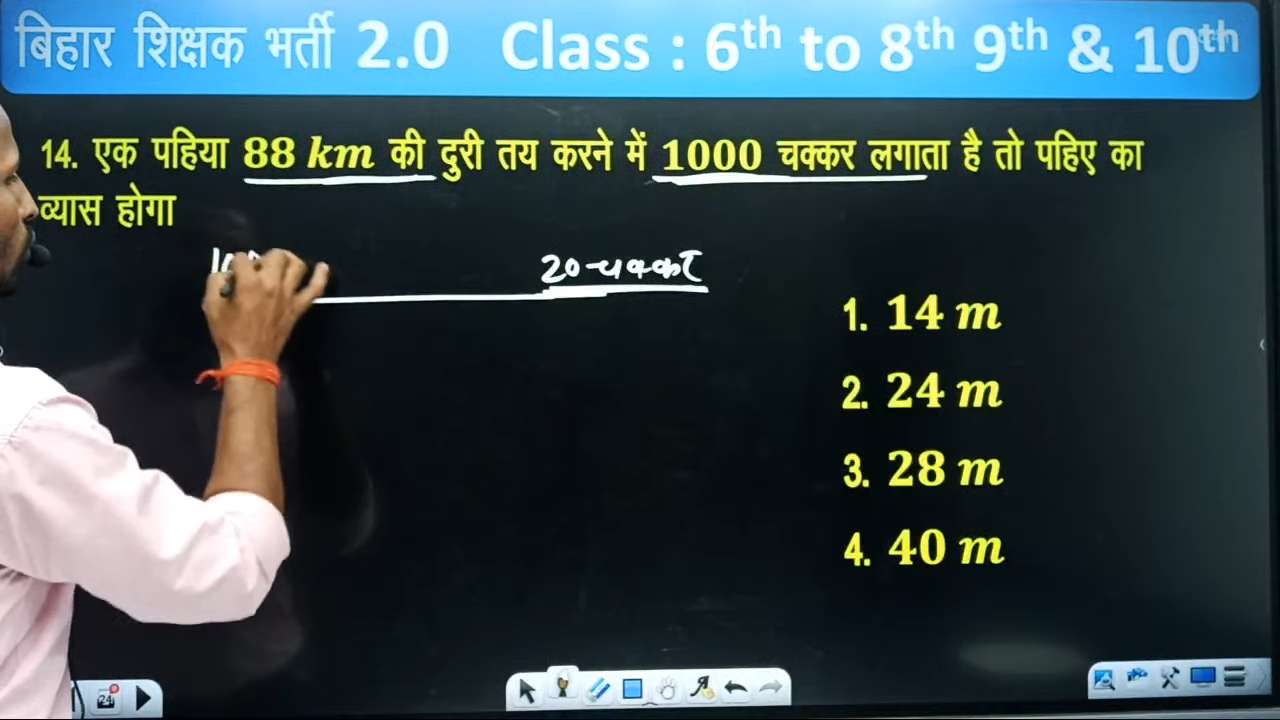 बिहार शिक्षक भर्ती 2.0 Class : 6th to 8th 9th & 10th
14. एक पहिया 88 km की दुरी तय करने में 1000 चक्कर लगाता है तो पहिए का
व्यास होगा
20 चक्कर
1. 14 m
2. 24 m
3. 28 m
4. 40 m
24